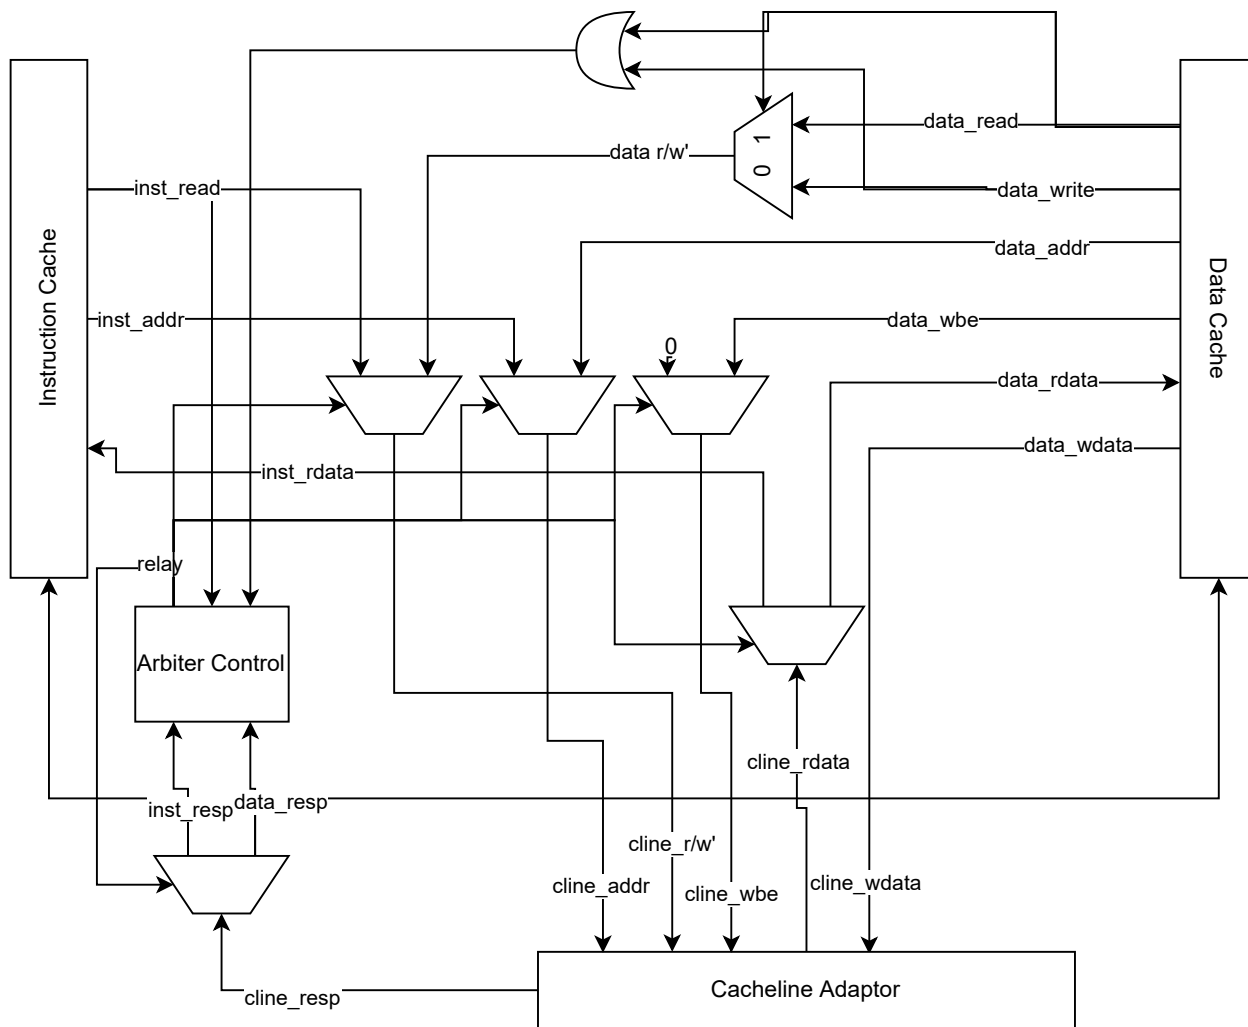 data_read
data r/w'
1
0
inst_read
data_write
data_addr
Instruction Cache
Data Cache
inst_addr
data_wbe
0
data_rdata
data_wdata
inst_rdata
relay
Arbiter Control
cline_rdata
inst_resp
data_resp
cline_r/w'
cline_addr
cline_wbe
cline_wdata
Cacheline Adaptor
cline_resp